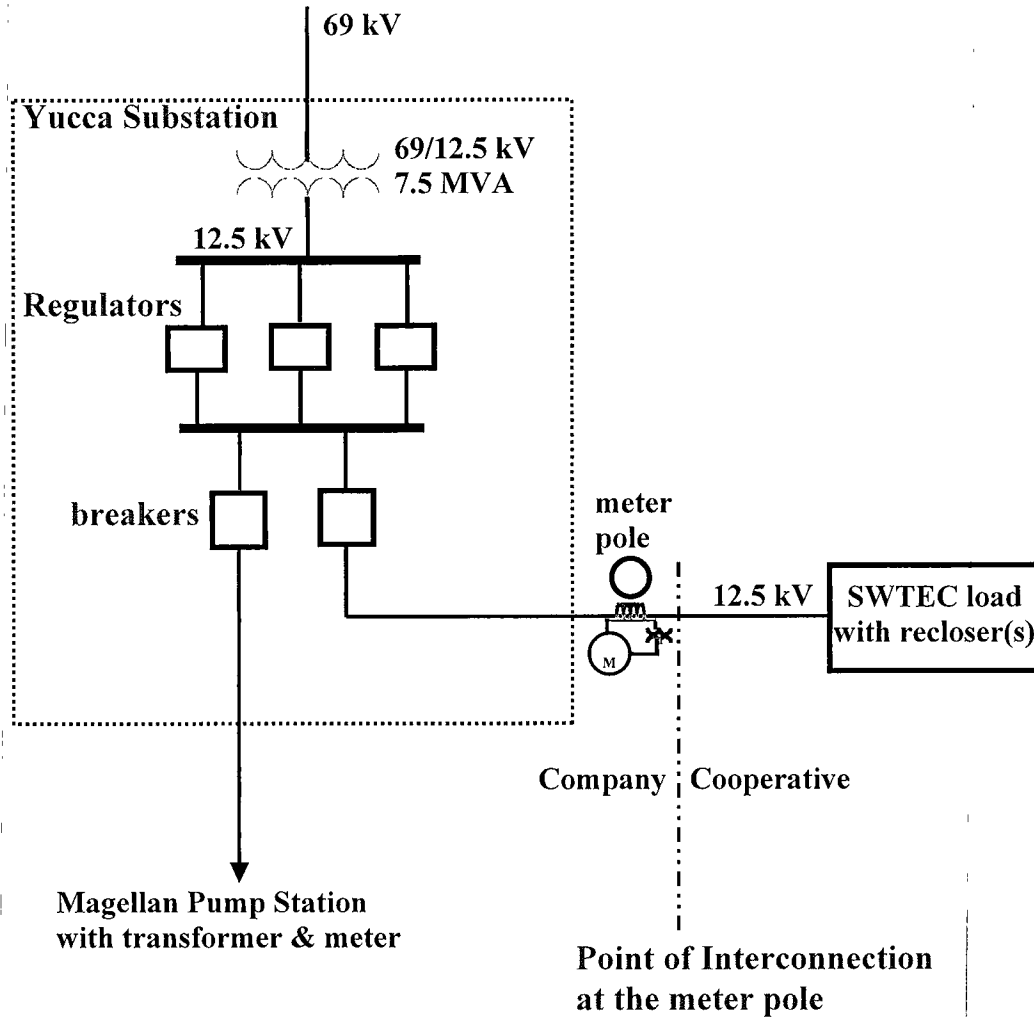 69 kV
Yucca Substation
69/12.5 kV
7.5 MVA
12.5 kV
Regulators
breakers
meter
pole
12.5 kV
SWTEC load
with recloser(s)
M
Company
Cooperative
Magellan Pump Station
with transformer & meter
Point of Interconnection
at the meter pole